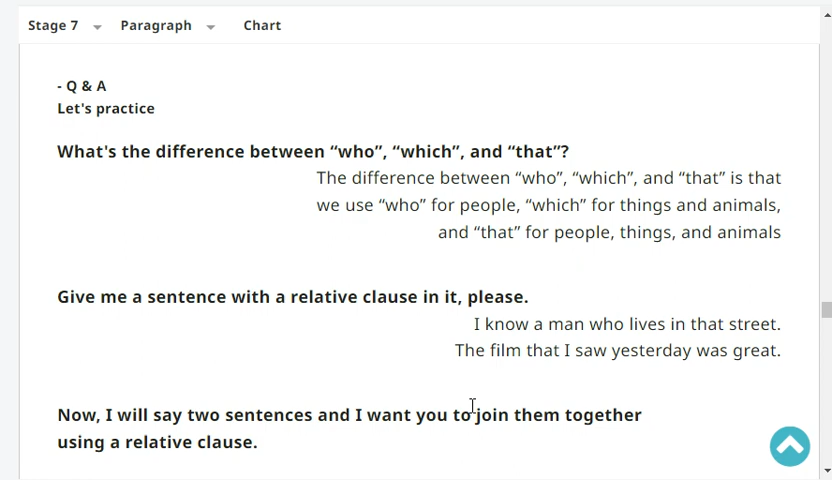 Stage 7 Paragraph Chart
- Q & A
Let's practice
What's the difference between “who”, “which”, and “that”?
The difference between “who”, “which”, and “that” is that
we use “who” for people, “which” for things and animals,
and “that” for people, things, and animals
Give me a sentence with a relative clause in it, please.
I know a man who lives in that street.
The film that I saw yesterday was great.
Now, I will say two sentences and I want you to join them together
using a relative clause.